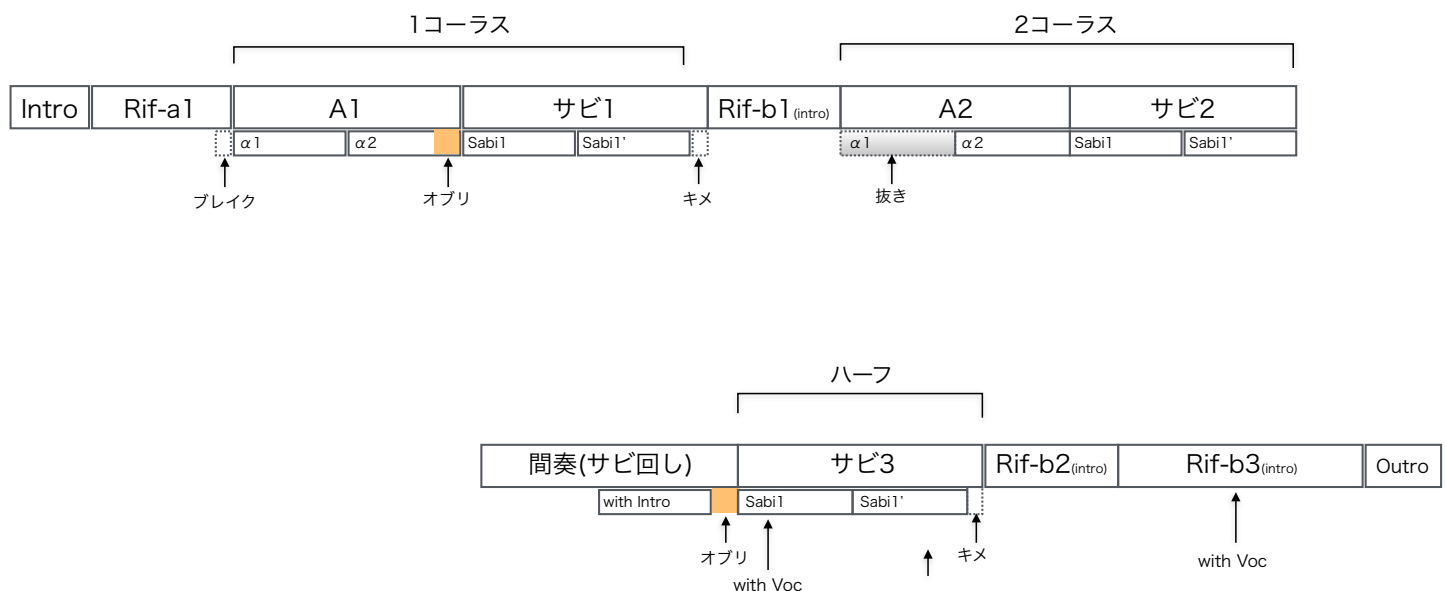 1コーラス
2コーラス
Intro Rif-a1 A1 サビ1 Rif-b1(intro) A2 サビ2
α1 α2 Sabi1 Sabi1’ α1 α2 Sabi1 Sabi1’
ブレイク オブリ キメ 抜き
ハーフ
間奏(サビ回し) サビ3 Rif-b2(intro) Rif-b3(intro) Outro
with Intro Sabi1 Sabi1’
オブリ キメ with Voc
with Voc